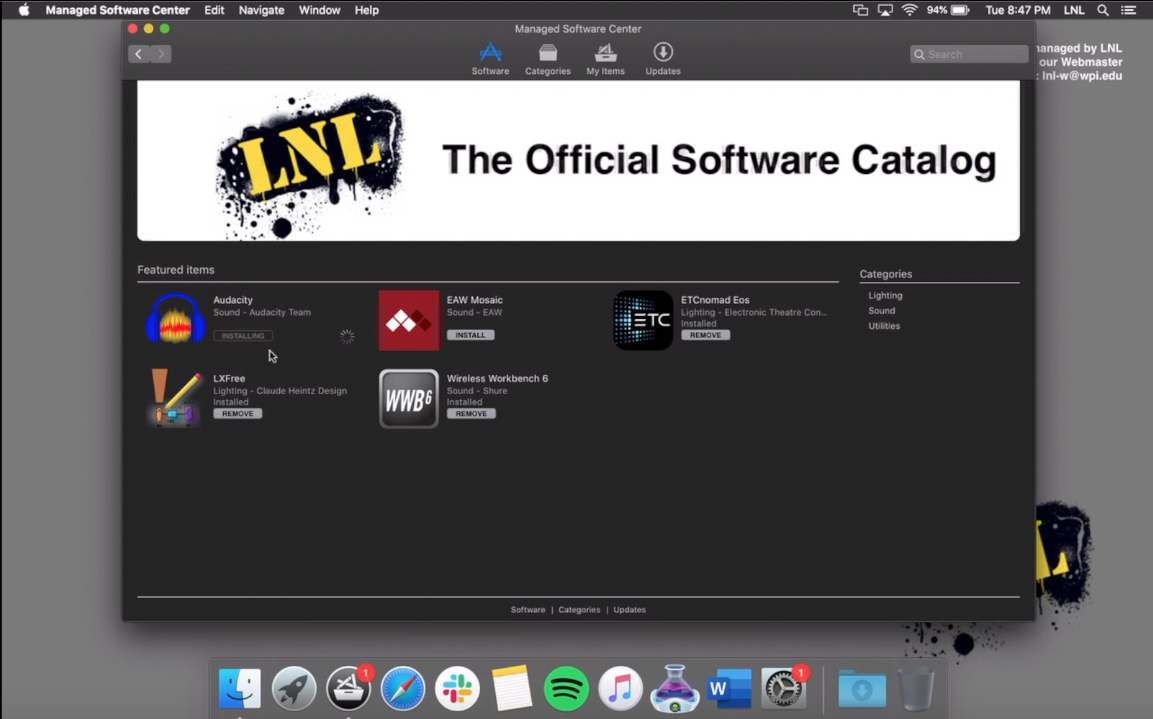 Managed Software Center Edit Navigate Window Help 94% Tue 8:47 PM LNL
Managed Software Center
managed by LNL
our Webmaster
: lnl-w@wpi.edu
Software Categories My Items Updates
Search
LNL
The Official Software Catalog
Featured items
Categories
Audacity
Sound - Audacity Team
INSTALLING
EAW Mosaic
Sound - EAW
INSTALL
ETC
ETCnomad Eos
Lighting - Electronic Theatre Con...
Installed
REMOVE
Lighting
Sound
Utilities
LXFree
Lighting - Claude Heintz Design
Installed
REMOVE
WWB6
Wireless Workbench 6
Sound - Shure
Installed
REMOVE
Software | Categories | Updates
L
1
W
1